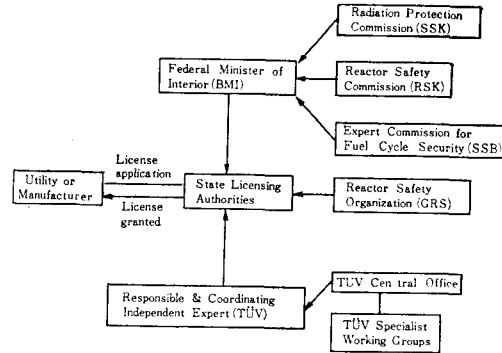 Radiation Protection
Commission (SSK)
Federal Minister of
Interior (BMI)
Reactor Safety
Commission (RSK)
Expert Commission for
Fuel Cycle Security (SSB)
License
application
Utility or
Manufacturer
State Licensing
Authorities
License
granted
Reactor Safety
Organization (GRS)
Responsible & Coordinating
Independent Expert (TÜV)
TÜV Central Office
TÜV Specialist
Working Groups